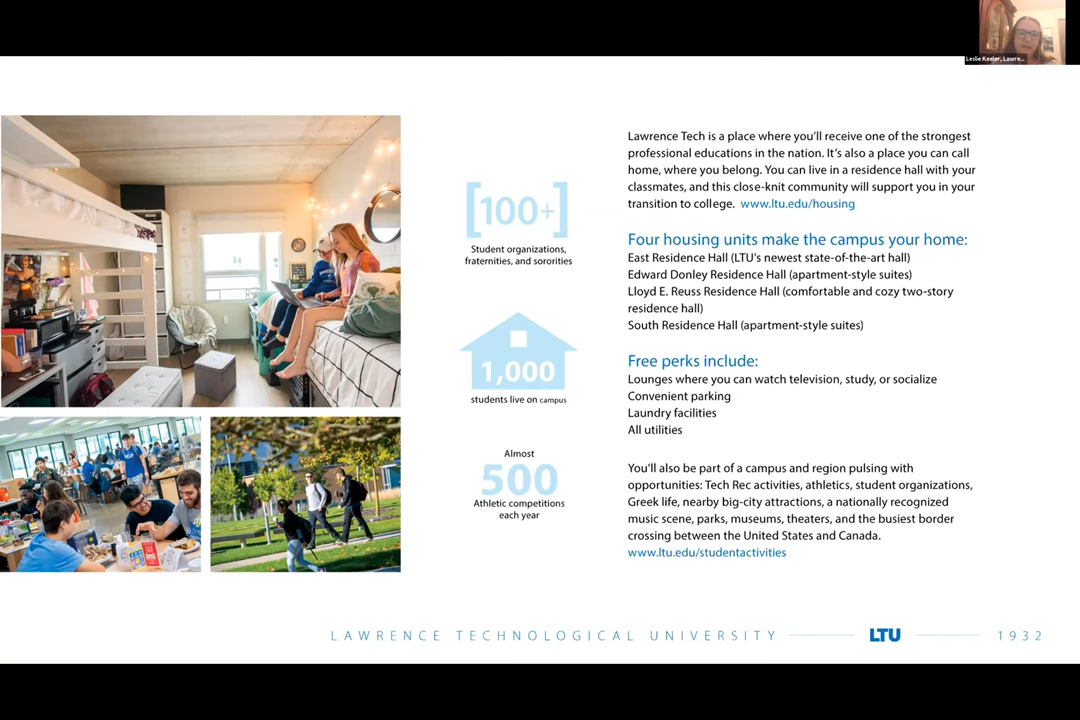 Leslie Keeler, Lawre...
Lawrence Tech is a place where you'll receive one of the strongest
professional educations in the nation. It's also a place you can call
home, where you belong. You can live in a residence hall with your
classmates, and this close-knit community will support you in your
transition to college. www.ltu.edu/housing
[100+]
Student organizations,
fraternities, and sororities
1,000
students live on campus
Almost
500
Athletic competitions
each year
Four housing units make the campus your home:
East Residence Hall (LTU's newest state-of-the-art hall)
Edward Donley Residence Hall (apartment-style suites)
Lloyd E. Reuss Residence Hall (comfortable and cozy two-story
residence hall)
South Residence Hall (apartment-style suites)
Free perks include:
Lounges where you can watch television, study, or socialize
Convenient parking
Laundry facilities
All utilities
You'll also be part of a campus and region pulsing with
opportunities: Tech Rec activities, athletics, student organizations,
Greek life, nearby big-city attractions, a nationally recognized
music scene, parks, museums, theaters, and the busiest border
crossing between the United States and Canada.
www.ltu.edu/studentactivities
LAWRENCE TECHNOLOGICAL UNIVERSITY LTU 1932